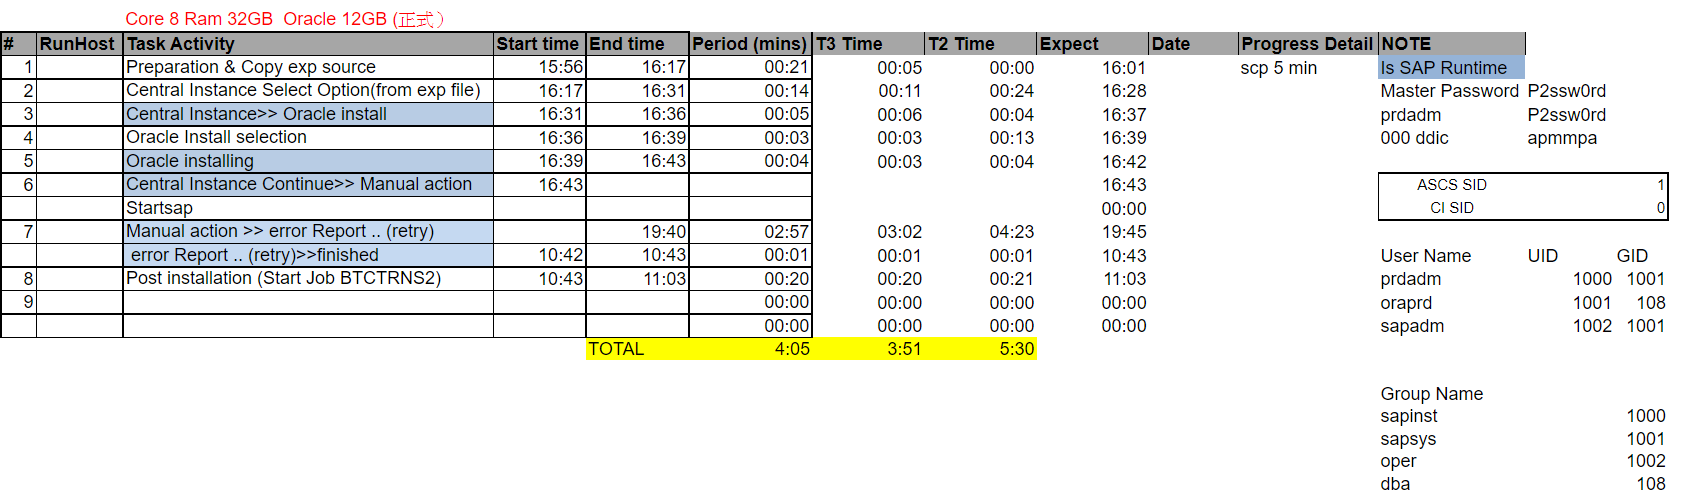 Core 8 Ram 32GB  Oracle 12GB (正式）
# RunHost Task Activity Start time End time Period (mins) T3 Time T2 Time Expect Date Progress Detail NOTE
1 Preparation & Copy exp source 15:56 16:17 00:21 00:05 00:00 16:01 scp 5 min Is SAP Runtime
2 Central Instance Select Option(from exp file) 16:17 16:31 00:14 00:11 00:24 16:28 Master Password P2ssw0rd
3 Central Instance>> Oracle install 16:31 16:36 00:05 00:06 00:04 16:37 prdadm P2ssw0rd
4 Oracle Install selection 16:36 16:39 00:03 00:03 00:13 16:39 000 ddic apmmpa
5 Oracle installing 16:39 16:43 00:04 00:03 00:04 16:42
6 Central Instance Continue>> Manual action 16:43 16:43 ASCS SID 1
Startsap 00:00 CI SID 0
7 Manual action >> error Report .. (retry) 19:40 02:57 03:02 04:23 19:45
error Report .. (retry)>>finished 10:42 10:43 00:01 00:01 00:01 10:43 User Name UID GID
8 Post installation (Start Job BTCTRNS2) 10:43 11:03 00:20 00:20 00:21 11:03 prdadm 1000 1001
9 00:00 00:00 00:00 00:00 oraprd 1001 108
00:00 00:00 00:00 00:00 sapadm 1002 1001
TOTAL 4:05 3:51 5:30
Group Name
sapinst 1000
sapsys 1001
oper 1002
dba 108